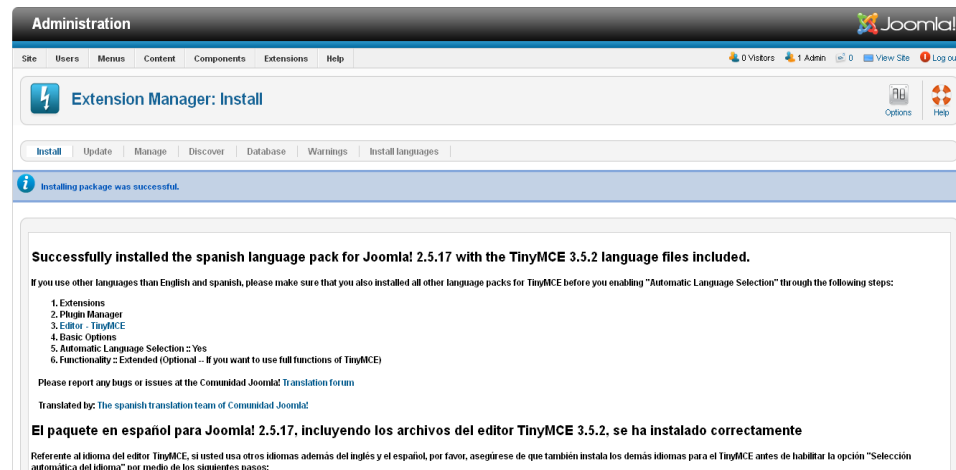 Administration
Joomla!
Site Users Menus Content Components Extensions Help 0 Visitors 1 Admin 0 View Site Log ou
Extension Manager: Install
Options Help
Install Update Manage Discover Database Warnings Install languages
Installing package was successful.
Successfully installed the spanish language pack for Joomla! 2.5.17 with the TinyMCE 3.5.2 language files included.
If you use other languages than English and spanish, please make sure that you also installed all other language packs for TinyMCE before you enabling "Automatic Language Selection" through the following steps:
1. Extensions
2. Plugin Manager
3. Editor - TinyMCE
4. Basic Options
5. Automatic Language Selection :: Yes
6. Functionality :: Extended (Optional -- If you want to use full functions of TinyMCE)
Please report any bugs or issues at the Comunidad Joomla! Translation forum
Translated by: The spanish translation team of Comunidad Joomla!
El paquete en español para Joomla! 2.5.17, incluyendo los archivos del editor TinyMCE 3.5.2, se ha instalado correctamente
Referente al idioma del editor TinyMCE, si usted usa otros idiomas además del inglés y el español, por favor, asegúrese de que también instala los demás idiomas para el TinyMCE antes de habilitar la opción "Selección
automática del idioma" por medio de los siguientes pasos: